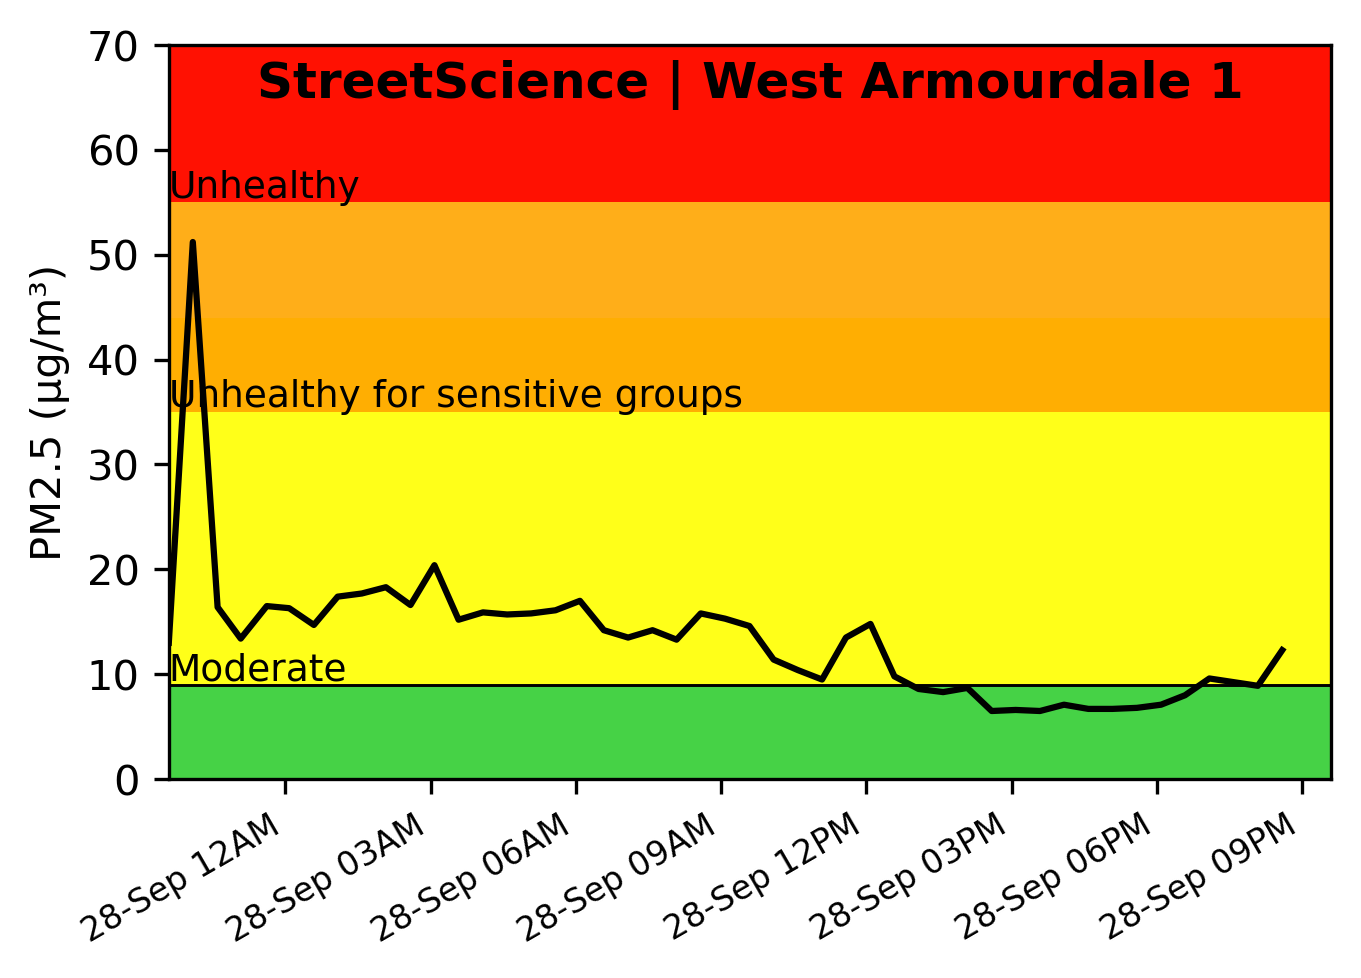 StreetScience | West Armourdale 1
70
60
50
40
30
20
10
0
PM2.5 (µg/m³)
Unhealthy
Unhealthy for sensitive groups
Moderate
28-Sep 12AM
28-Sep 03AM
28-Sep 06AM
28-Sep 09AM
28-Sep 12PM
28-Sep 03PM
28-Sep 06PM
28-Sep 09PM